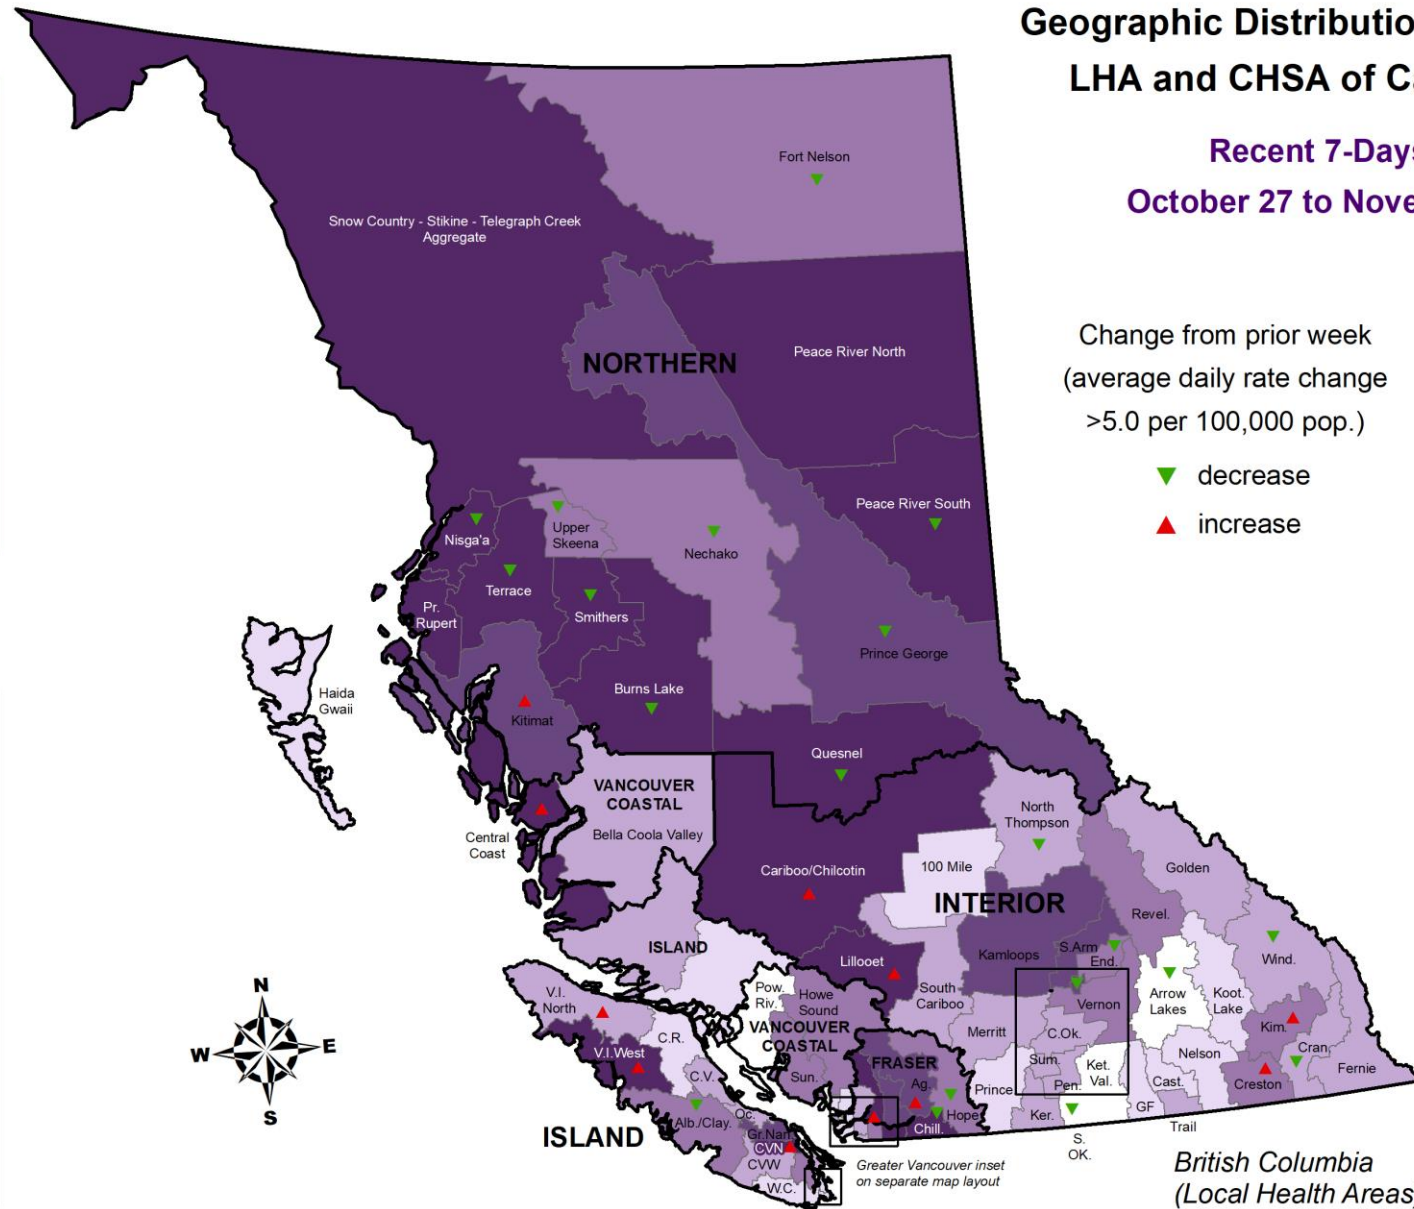 Geographic Distributio
LHA and CHSA of Ca
Recent 7-Days
October 27 to Nove
Change from prior week
(average daily rate change
>5.0 per 100,000 pop.)
decrease
increase
Fort Nelson
Snow Country - Stikine - Telegraph Creek
Aggregate
NORTHERN
Peace River North
Peace River South
Nisga'a
Upper
Skeena
Nechako
Terrace
Pr.
Rupert
Smithers
Prince George
Haida
Gwaii
Kitimat
Burns Lake
Quesnel
VANCOUVER
COASTAL
Bella Coola Valley
Central
Coast
North
Thompson
Cariboo/Chilcotin
100 Mile
Golden
INTERIOR
Revel.
ISLAND
Lillooet
Kamloops
S.Arm
End.
Wind.
V.I.
North
Pow.
Riv.
Howe
Sound
South
Cariboo
Vernon
Arrow
Lakes
Koot.
Lake
C.R.
VANCOUVER
COASTAL
Merritt
C.Ok.
Kim.
V.I.West
FRASER
Sum.
Ket.
Val.
Nelson
Cran.
C.V.
Sun.
Ag.
Prince
Pen.
Cast.
Creston
Fernie
Oc.
Alb./Clay.
Hope
Ker.
GF
Trail
Chill.
Gr.Nan
CVN
ISLAND
CVW
W.C.
S.
OK.
Greater Vancouver inset
on separate map layout
British Columbia
(Local Health Areas
N
W
E
S